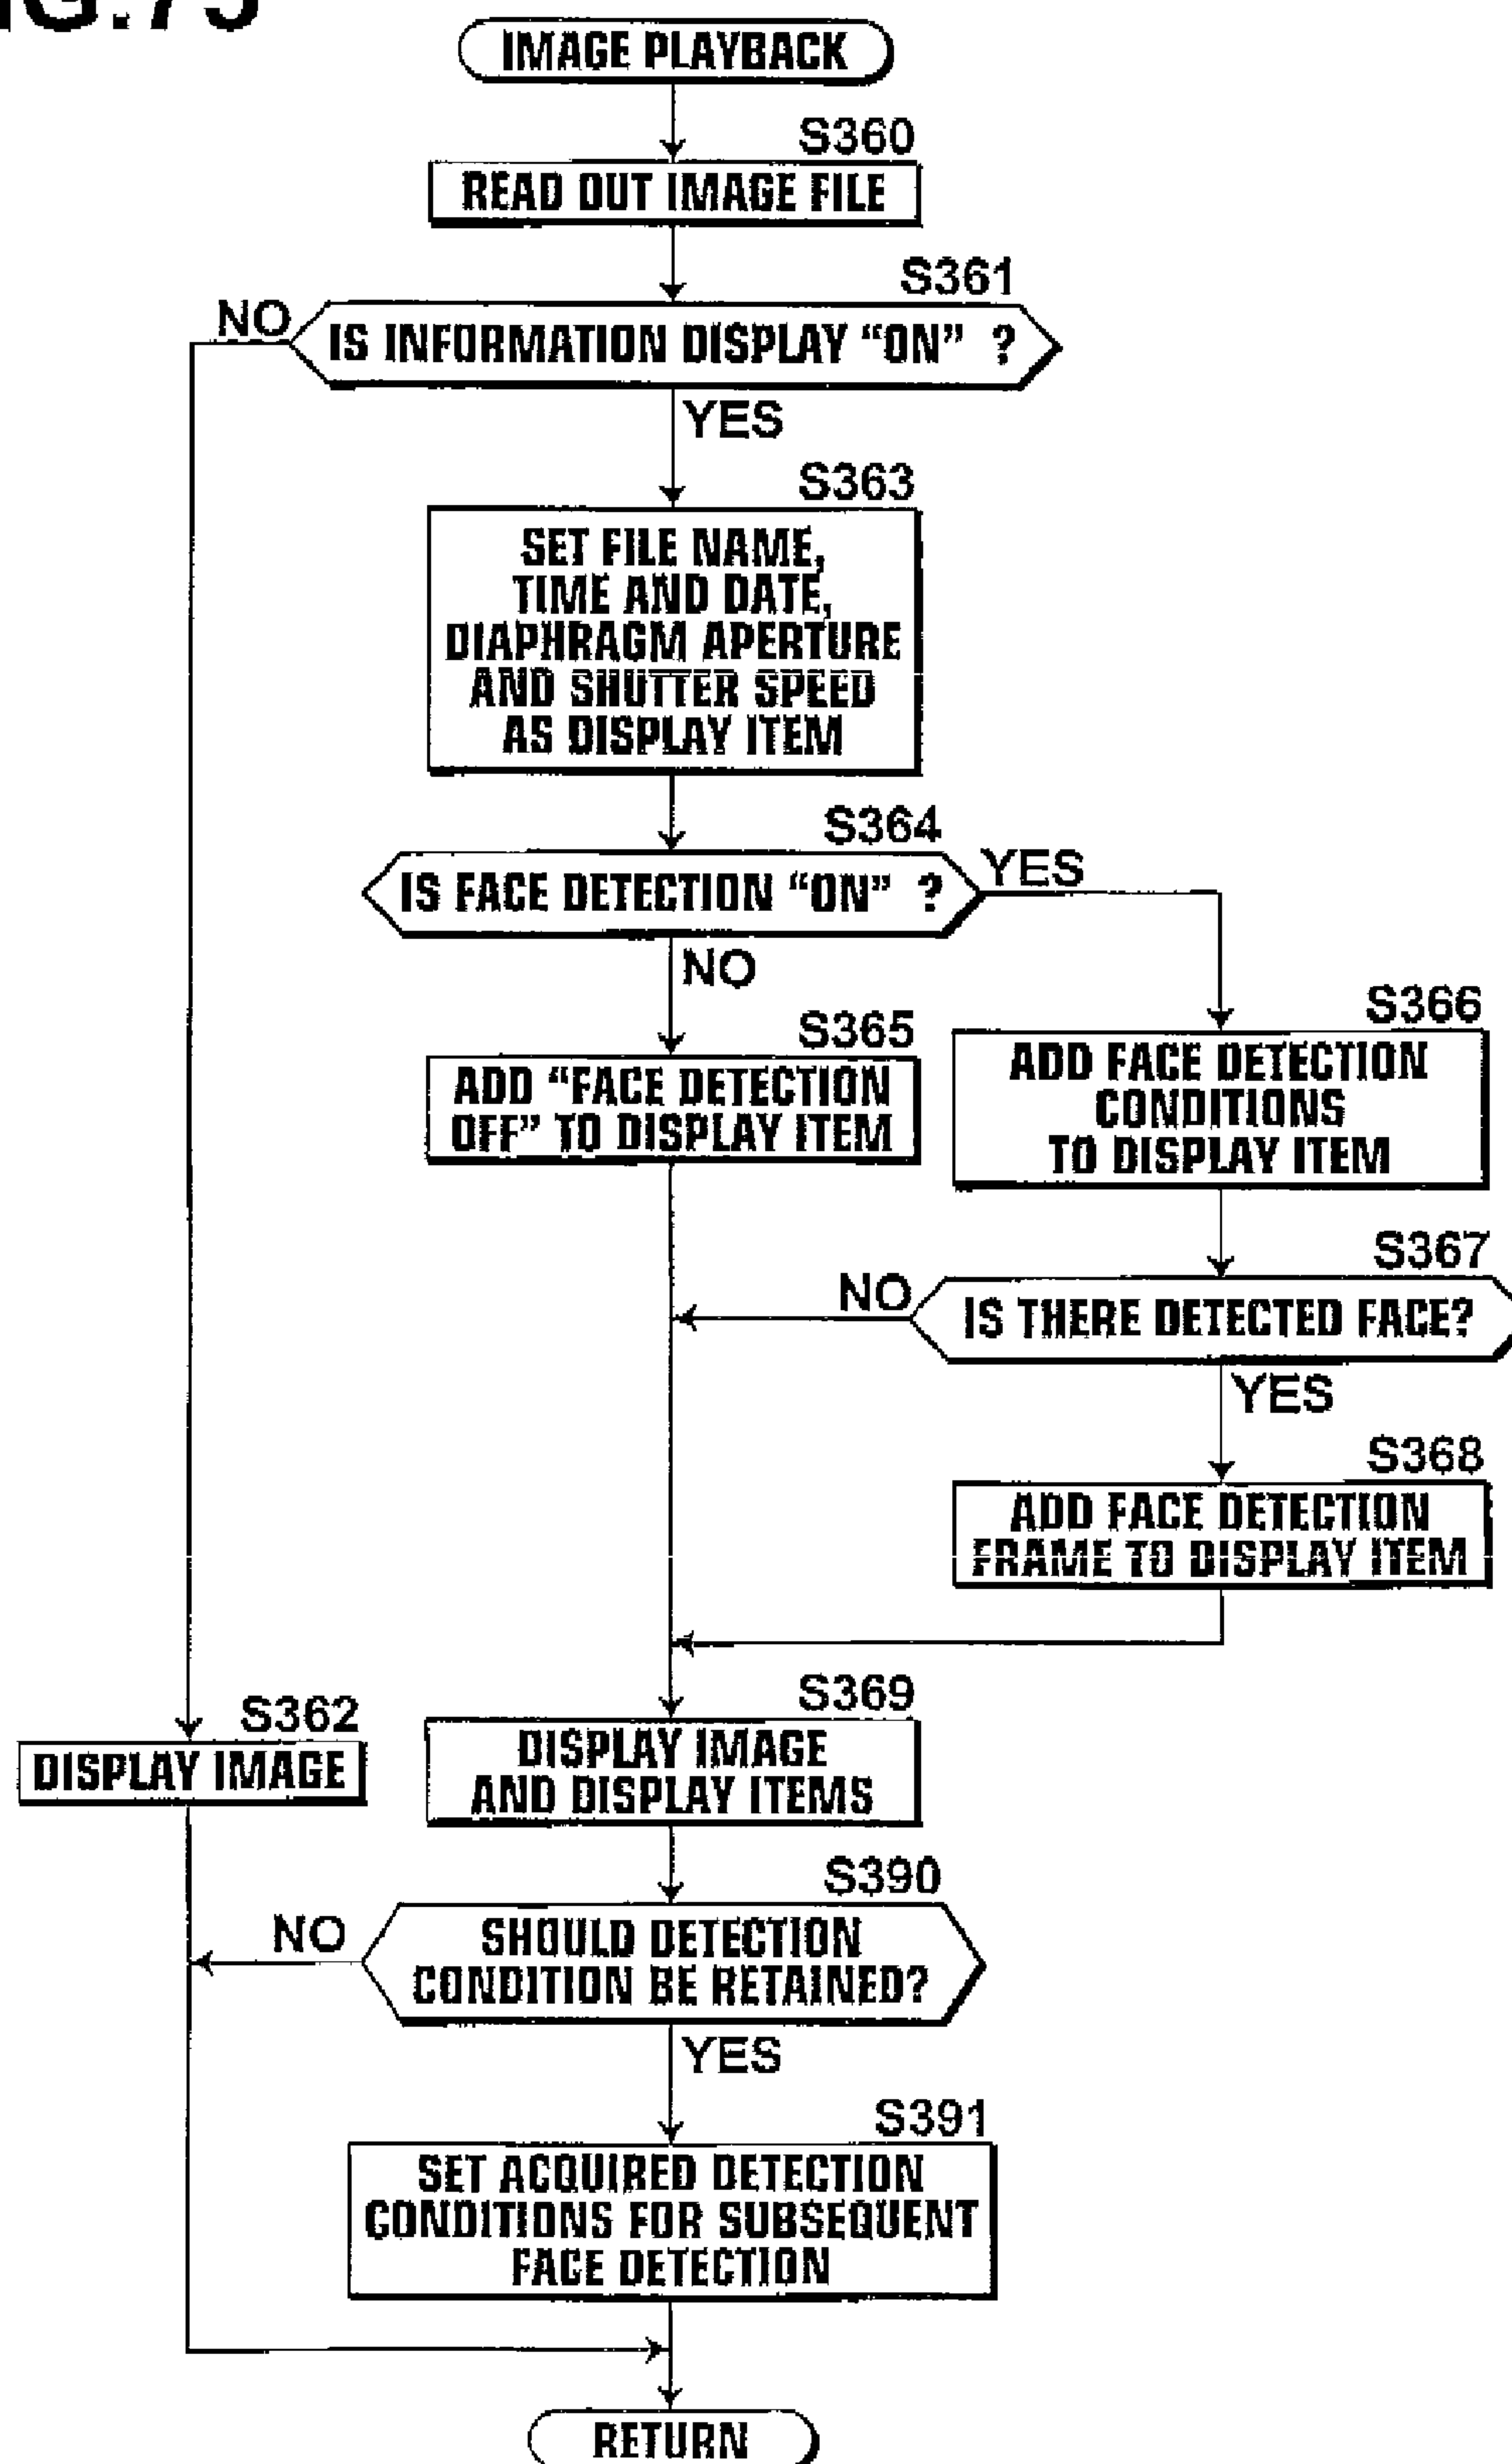 IMAGE PLAYBACK
S360
READ OUT IMAGE FILE
S361
NO
IS INFORMATION DISPLAY “ON” ?
YES
S363
SET FILE NAME,
TIME AND DATE,
DIAPHRAGM APERTURE
AND SHUTTER SPEED
AS DISPLAY ITEM
S364
IS FACE DETECTION “ON” ?
YES
NO
S365
ADD “FACE DETECTION
OFF” TO DISPLAY ITEM
S366
ADD FACE DETECTION
CONDITIONS
TO DISPLAY ITEM
S367
NO
IS THERE DETECTED FACE?
YES
S368
ADD FACE DETECTION
FRAME TO DISPLAY ITEM
S362
DISPLAY IMAGE
S369
DISPLAY IMAGE
AND DISPLAY ITEMS
S390
NO
SHOULD DETECTION
CONDITION BE RETAINED?
YES
S391
SET ACQUIRED DETECTION
CONDITIONS FOR SUBSEQUENT
FACE DETECTION
RETURN